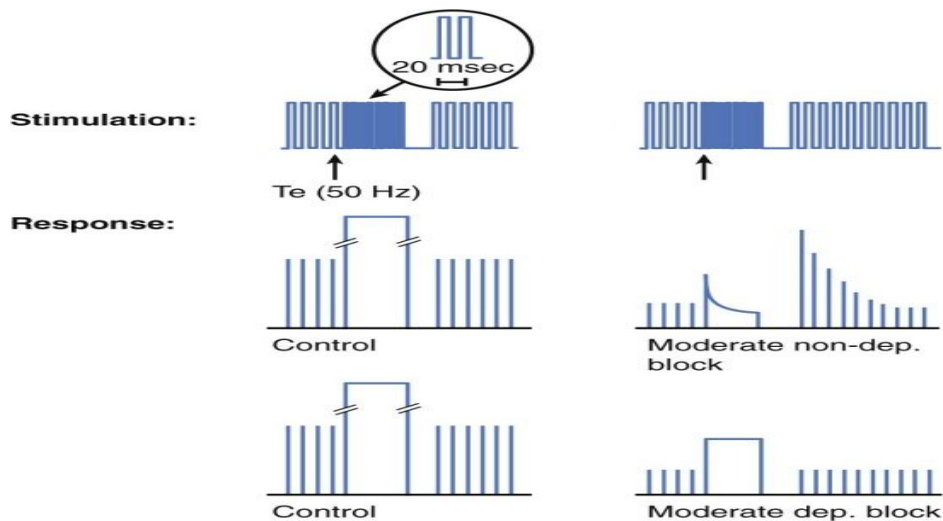 20 msec
Stimulation:
Te (50 Hz)
Response:
Control
Moderate non-dep.
block
Control
Moderate dep. block